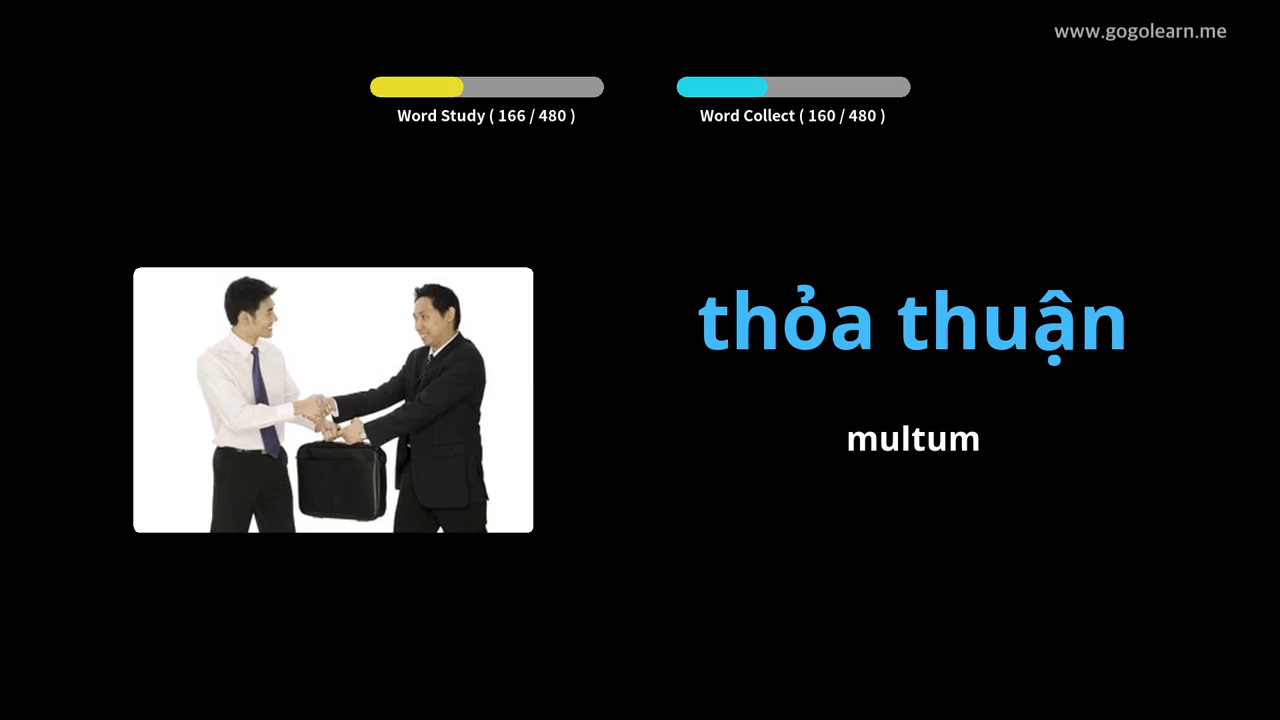 www.gogolearn.me
Word Study ( 166 / 480 )
Word Collect ( 160 / 480 )
thỏa thuận
multum